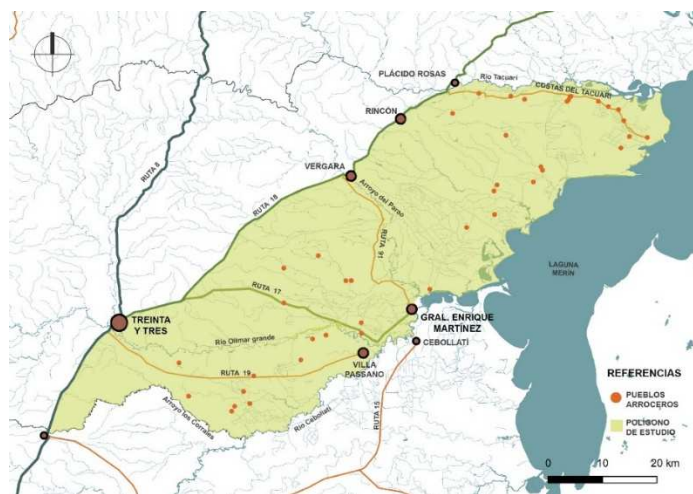 PLÁCIDO ROSAS
Río Tacuarí
COSTAS DEL TACUARÍ
RINCÓN
RUTA 8
VERGARA
RUTA 18
Arroyo del Parao
RUTA 91
LAGUNA
MERÍN
RUTA 17
TREINTA
Y TRES
GRAL. ENRIQUE
MARTÍNEZ
Río Olimar grande
CEBOLLATÍ
VILLA
PASSANO
RUTA 19
Arroyo los Corrales
Río Cebollatí
RUTA 15
REFERENCIAS
PUEBLOS
ARROCEROS
POLÍGONO
DE ESTUDIO
0 10 20 km